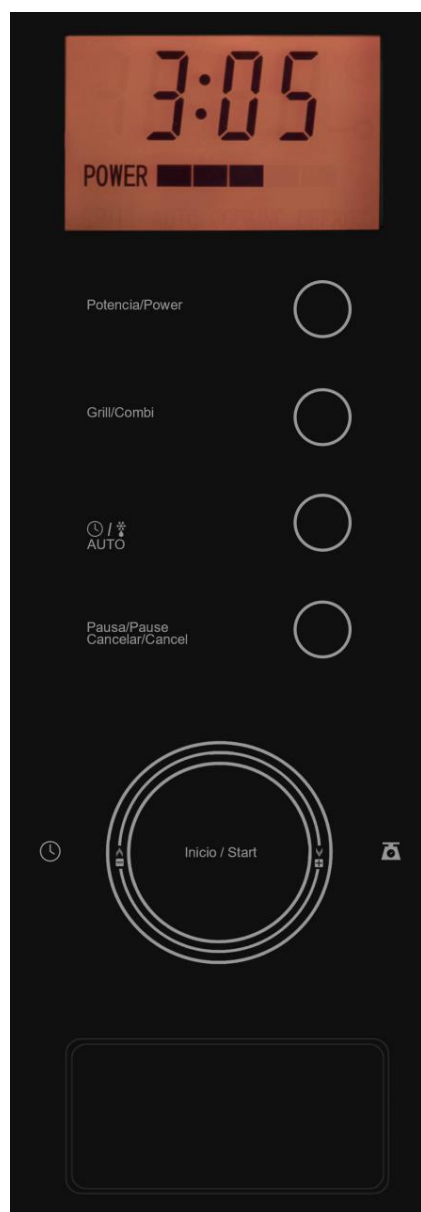 3:05
POWER
Potencia/Power
Grill/Combi
/
AUTO
Pausa/Pause
Cancelar/Cancel
Inicio / Start